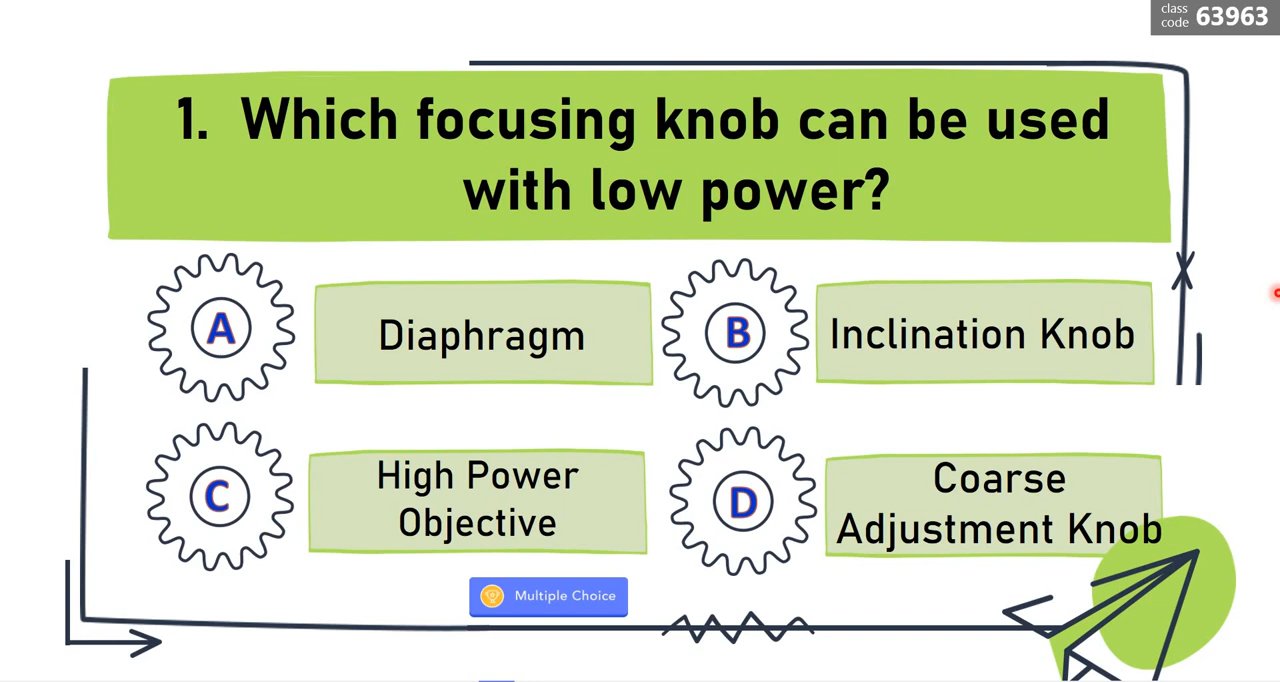 class
code 63963
1. Which focusing knob can be used
with low power?
A
Diaphragm
B
Inclination Knob
C
High Power
Objective
D
Coarse
Adjustment Knob
Multiple Choice